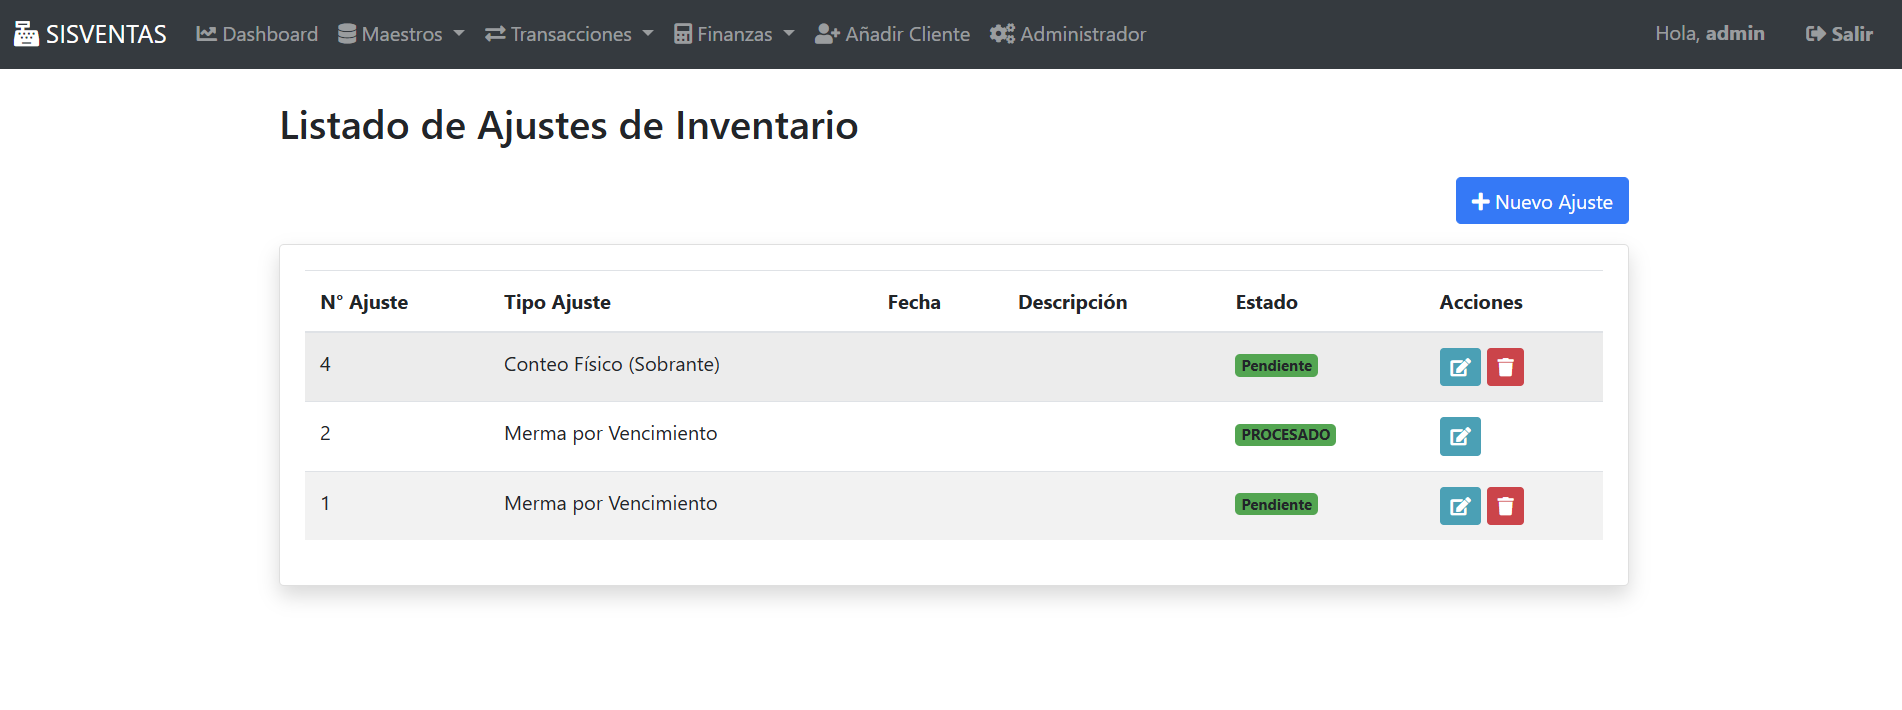 SISVENTAS Dashboard Maestros Transacciones Finanzas Añadir Cliente Administrador Hola, admin Salir
Listado de Ajustes de Inventario
Nuevo Ajuste
N° Ajuste Tipo Ajuste Fecha Descripción Estado Acciones
4 Conteo Físico (Sobrante) Pendiente
2 Merma por Vencimiento PROCESADO
1 Merma por Vencimiento Pendiente